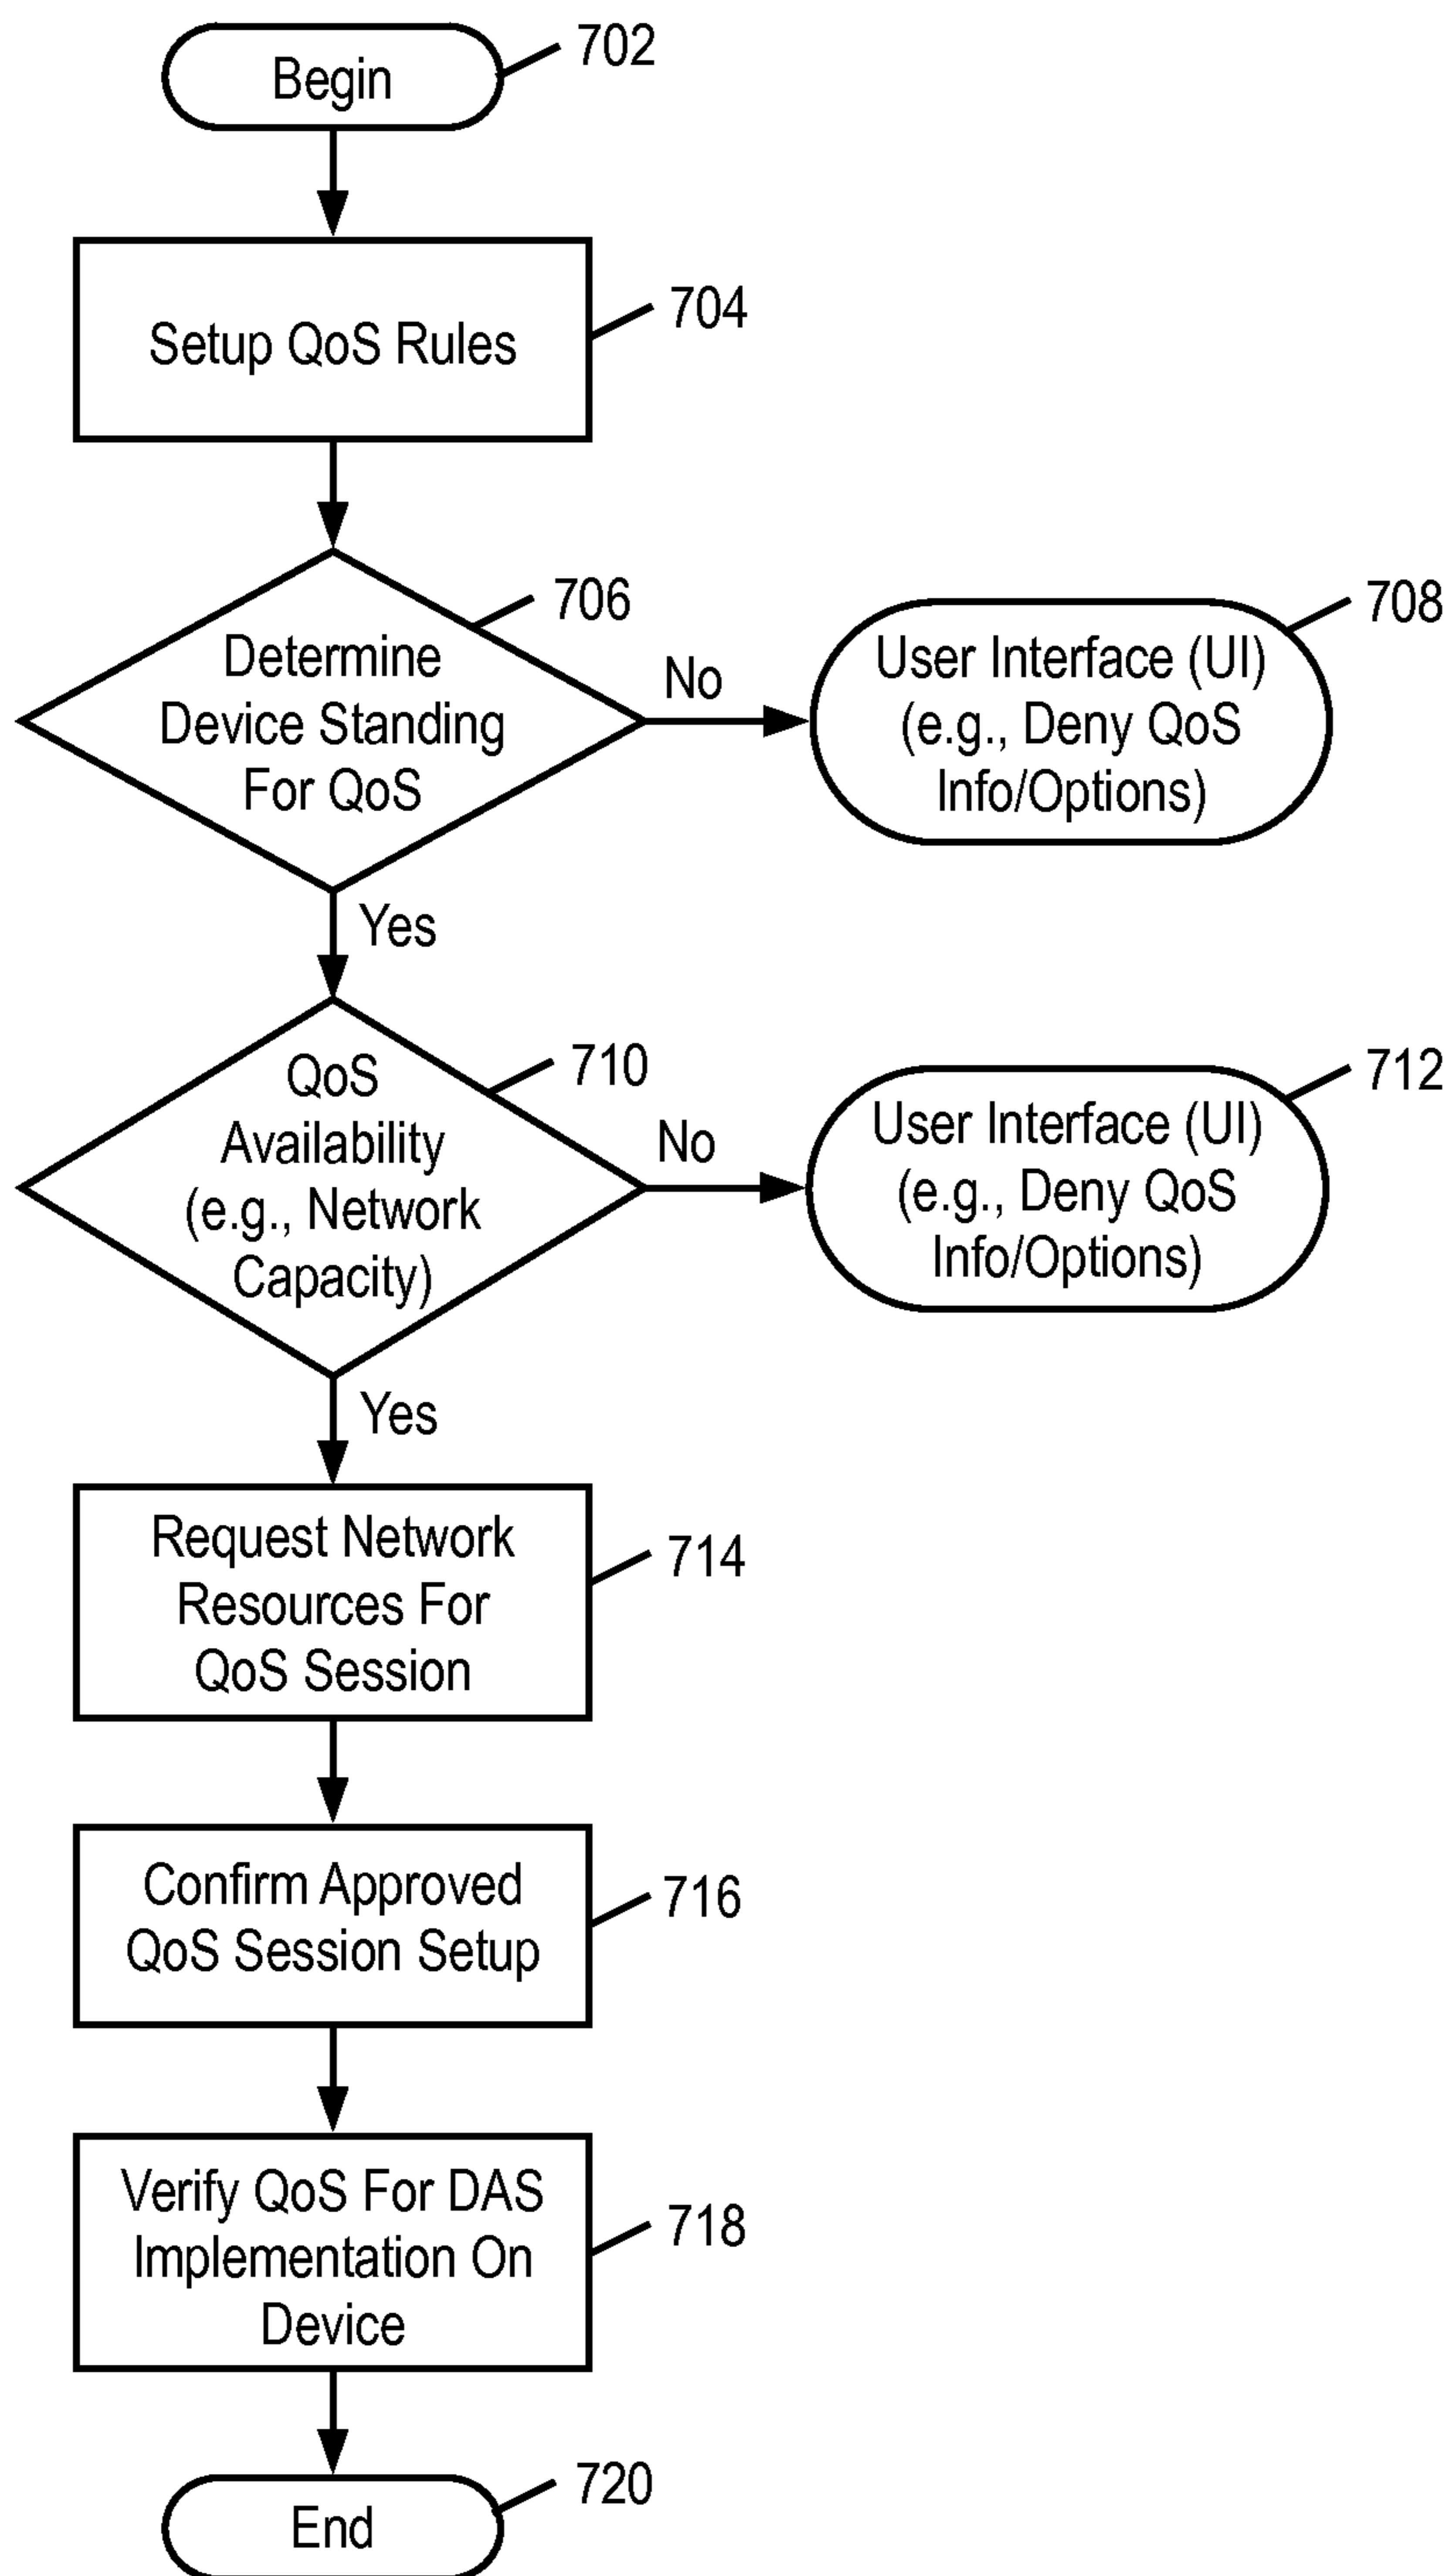 Begin
702
Setup QoS Rules
704
706
Determine
Device Standing
For QoS
No
708
User Interface (UI)
(e.g., Deny QoS
Info/Options)
Yes
710
QoS
Availability
(e.g., Network
Capacity)
No
712
User Interface (UI)
(e.g., Deny QoS
Info/Options)
Yes
Request Network
Resources For
QoS Session
714
Confirm Approved
QoS Session Setup
716
Verify QoS For DAS
Implementation On
Device
718
End
720